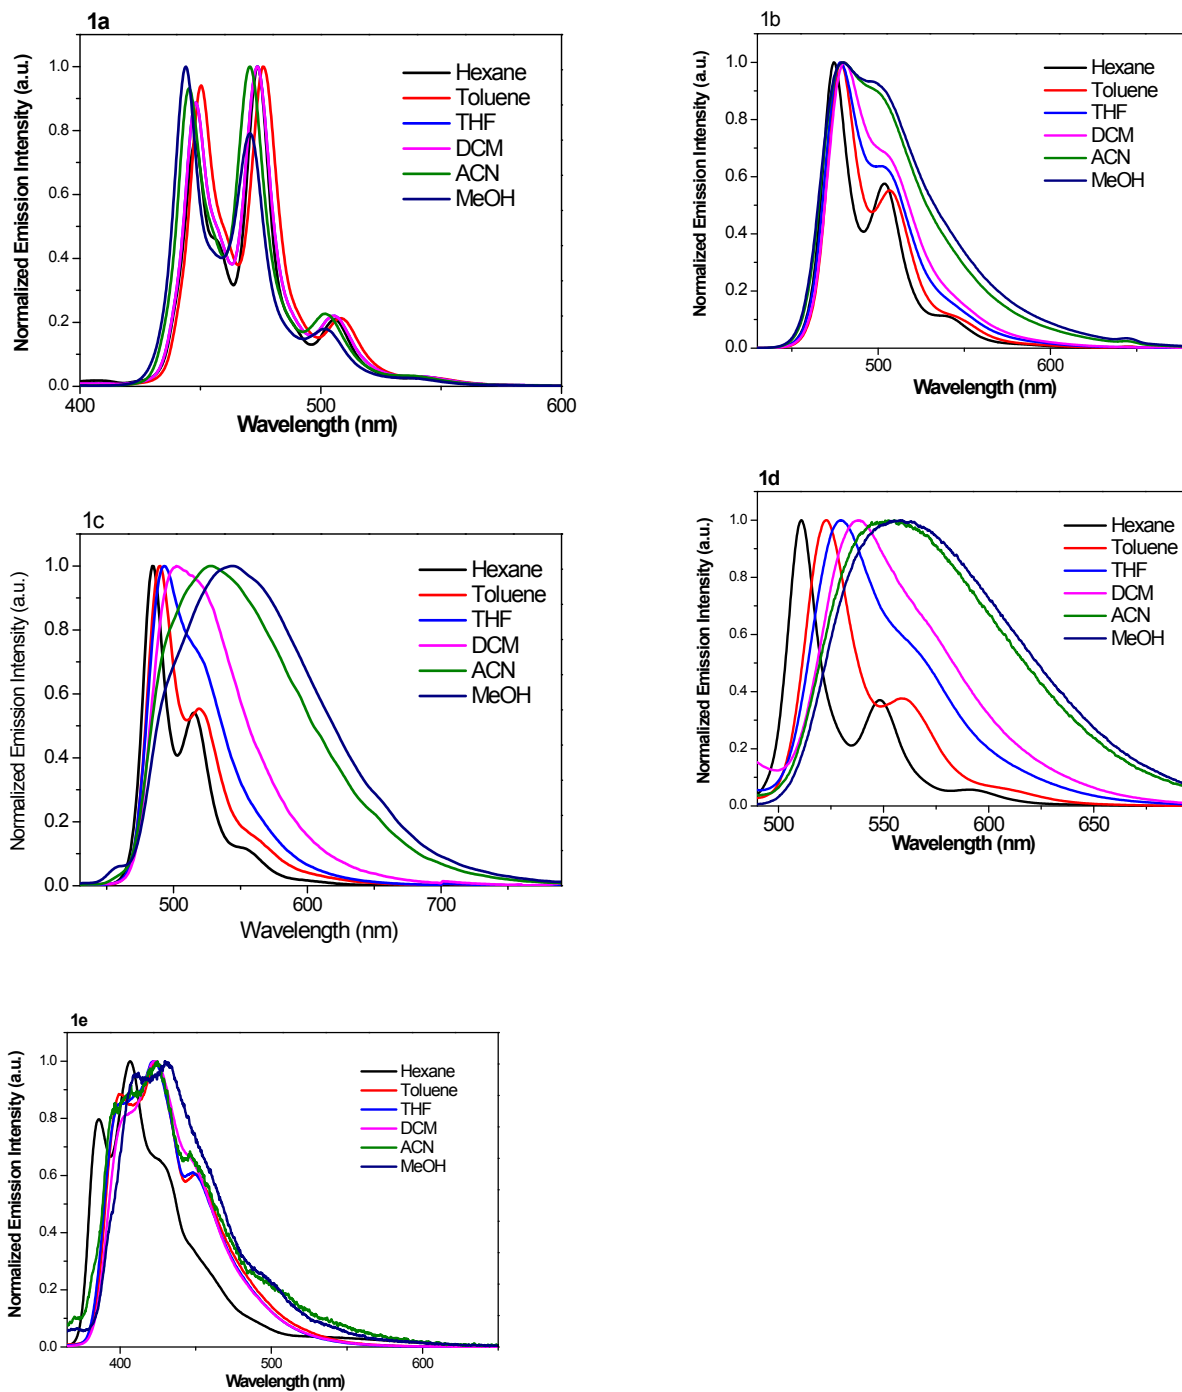 1a
Normalized Emission Intensity (a.u.)
1.0
0.8
0.6
0.4
0.2
0.0
400
500
600
Wavelength (nm)
Hexane
Toluene
THF
DCM
ACN
MeOH
1b
Normalized Emission Intensity (a.u.)
1.0
0.8
0.6
0.4
0.2
0.0
500
600
Wavelength (nm)
Hexane
Toluene
THF
DCM
ACN
MeOH
1c
Normalized Emission Intensity (a.u.)
1.0
0.8
0.6
0.4
0.2
0.0
500
600
700
Wavelength (nm)
Hexane
Toluene
THF
DCM
ACN
MeOH
1d
Normalized Emission Intensity (a.u.)
1.0
0.8
0.6
0.4
0.2
0.0
500
550
600
650
Wavelength (nm)
Hexane
Toluene
THF
DCM
ACN
MeOH
1e
Normalized Emission Intensity (a.u.)
1.0
0.8
0.6
0.4
0.2
0.0
400
500
600
Wavelength (nm)
Hexane
Toluene
THF
DCM
ACN
MeOH